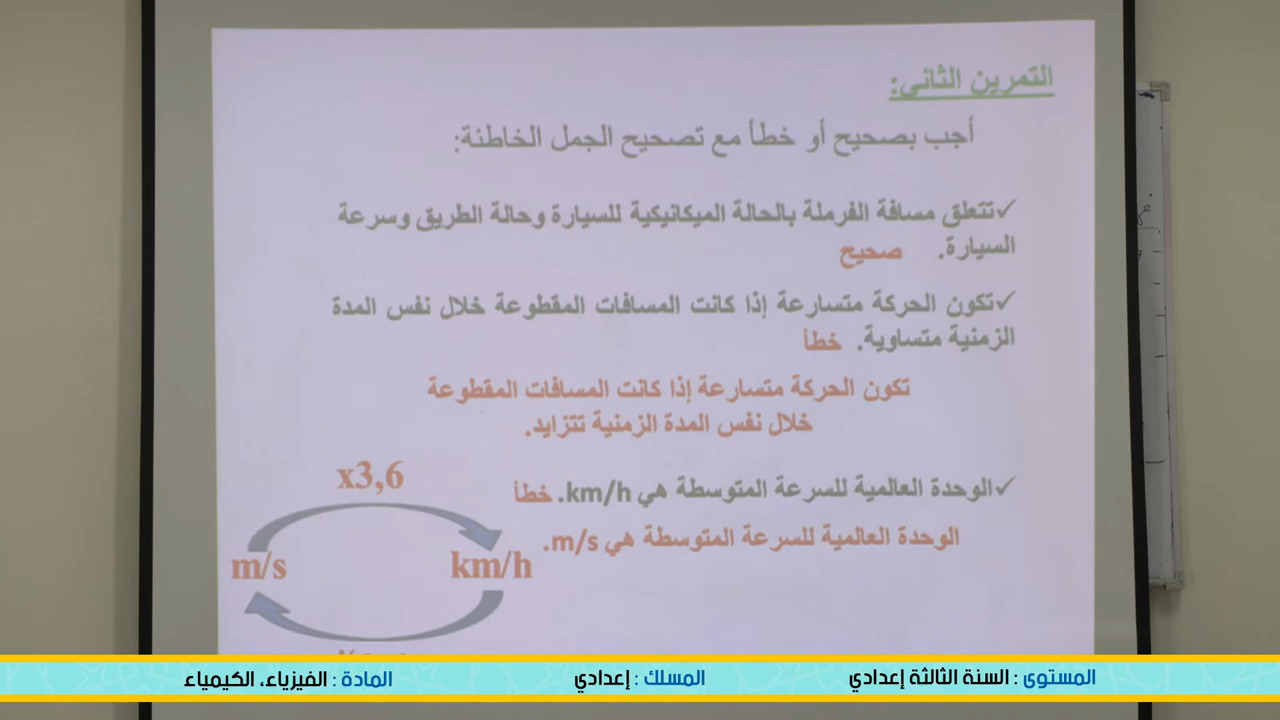 التمرين الثاني:
أجب بصحيح أو خطأ مع تصحيح الجمل الخاطئة:
✓تتعلق مسافة الفرملة بالحالة الميكانيكية للسيارة وحالة الطريق وسرعة
السيارة. صحيح
✓تكون الحركة متسارعة إذا كانت المسافات المقطوعة خلال نفس المدة
الزمنية متساوية. خطأ
تكون الحركة متسارعة إذا كانت المسافات المقطوعة
خلال نفس المدة الزمنية تتزايد.
✓الوحدة العالمية للسرعة المتوسطة هي km/h. خطأ
الوحدة العالمية للسرعة المتوسطة هي m/s.
x3,6
m/s
km/h
المستوى : السنة الثالثة إعدادي
المسلك : إعدادي
المادة : الفيزياء، الكيمياء